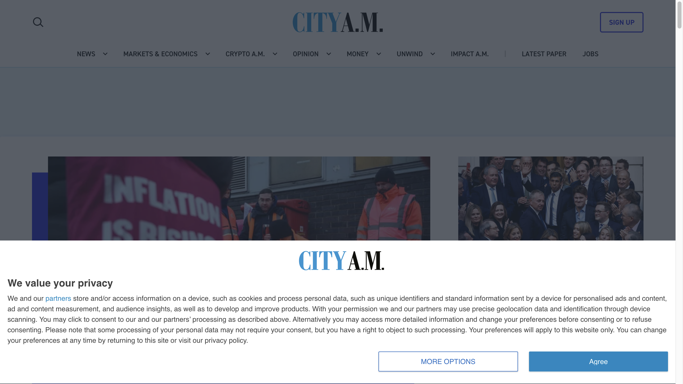 CITY A.M.
SIGN UP
NEWS
MARKETS & ECONOMICS
CRYPTO A.M.
OPINION
MONEY
UNWIND
IMPACT A.M.
LATEST PAPER
JOBS
INFLATION
IS RISING
CITY A.M.
We value your privacy
We and our partners store and/or access information on a device, such as cookies and process personal data, such as unique identifiers and standard information sent by a device for personalised ads and content,
ad and content measurement, and audience insights, as well as to develop and improve products. With your permission we and our partners may use precise geolocation data and identification through device
scanning. You may click to consent to our and our partners' processing as described above. Alternatively you may access more detailed information and change your preferences before consenting or to refuse
consenting. Please note that some processing of your personal data may not require your consent, but you have a right to object to such processing. Your preferences will apply to this website only. You can change
your preferences at any time by returning to this site or visit our privacy policy.
MORE OPTIONS
Agree